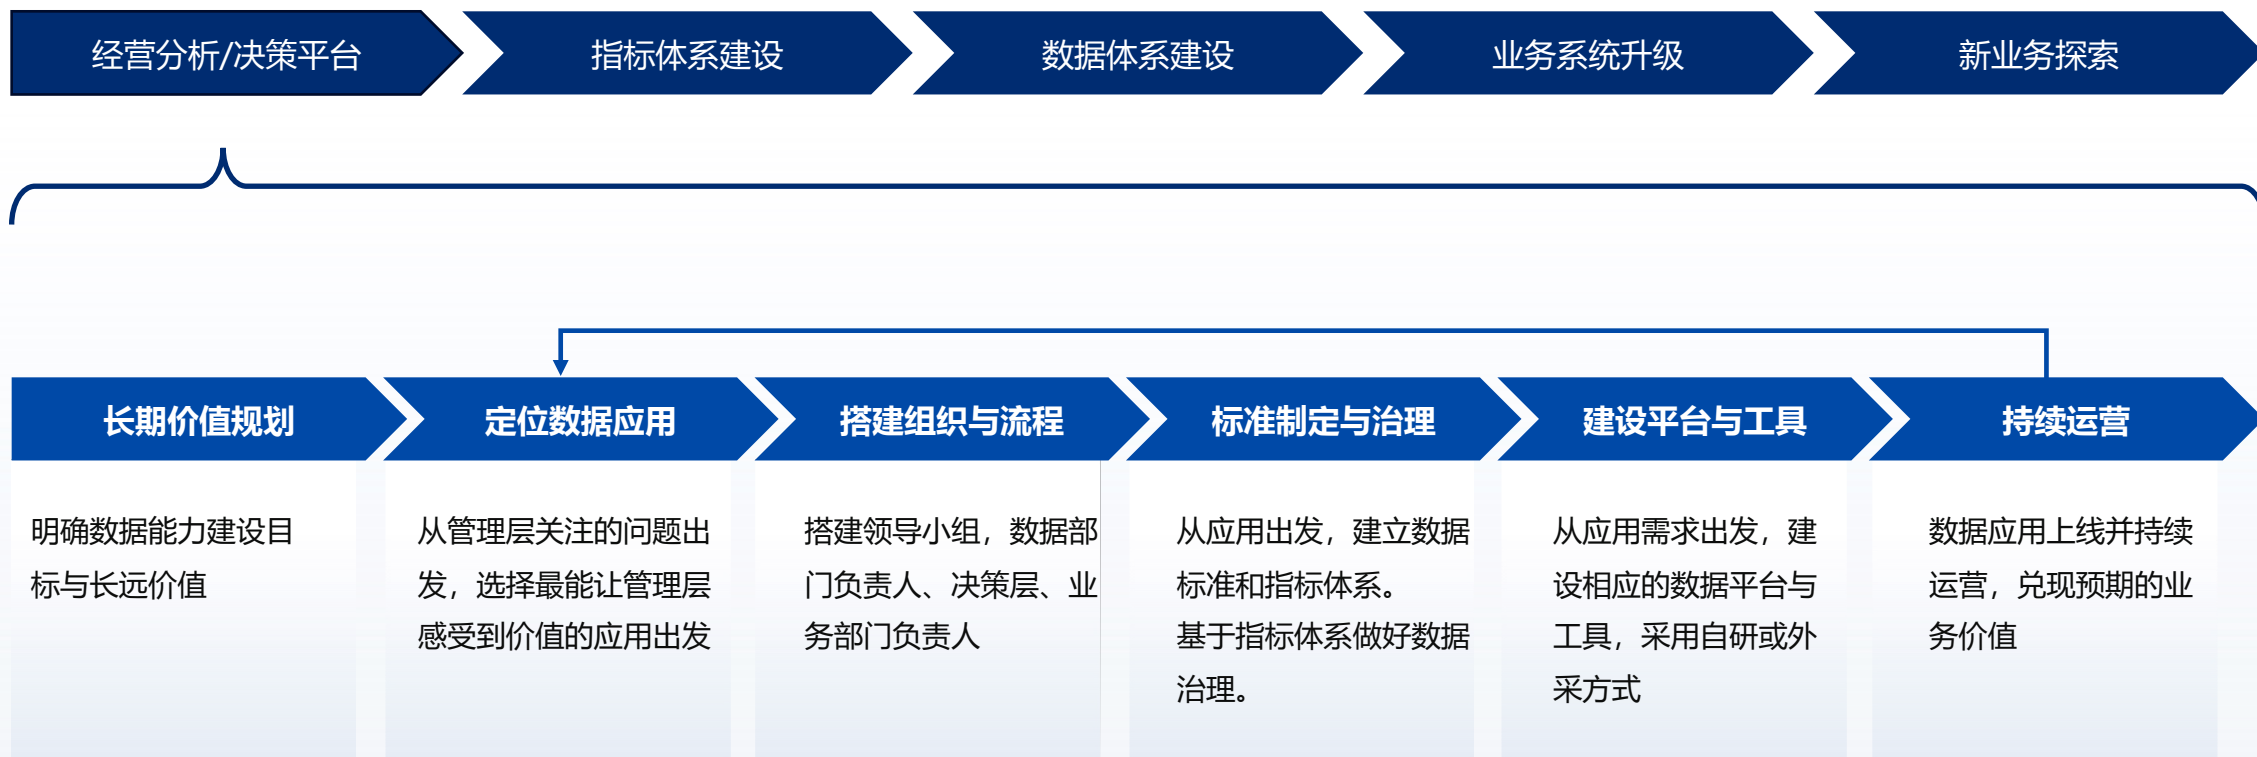 经营分析/决策平台
指标体系建设
数据体系建设
业务系统升级
新业务探索
长期价值规划
定位数据应用
搭建组织与流程
标准制定与治理
建设平台与工具
持续运营
明确数据能力建设目
标与长远价值
从管理层关注的问题出
发，选择最能让管理层
感受到价值的应用出发
搭建领导小组，数据部
门负责人、决策层、业
务部门负责人
从应用出发，建立数据
标准和指标体系。
基于指标体系做好数据
治理。
从应用需求出发，建
设相应的数据平台与
工具，采用自研或外
采方式
数据应用上线并持续
运营，兑现预期的业
务价值